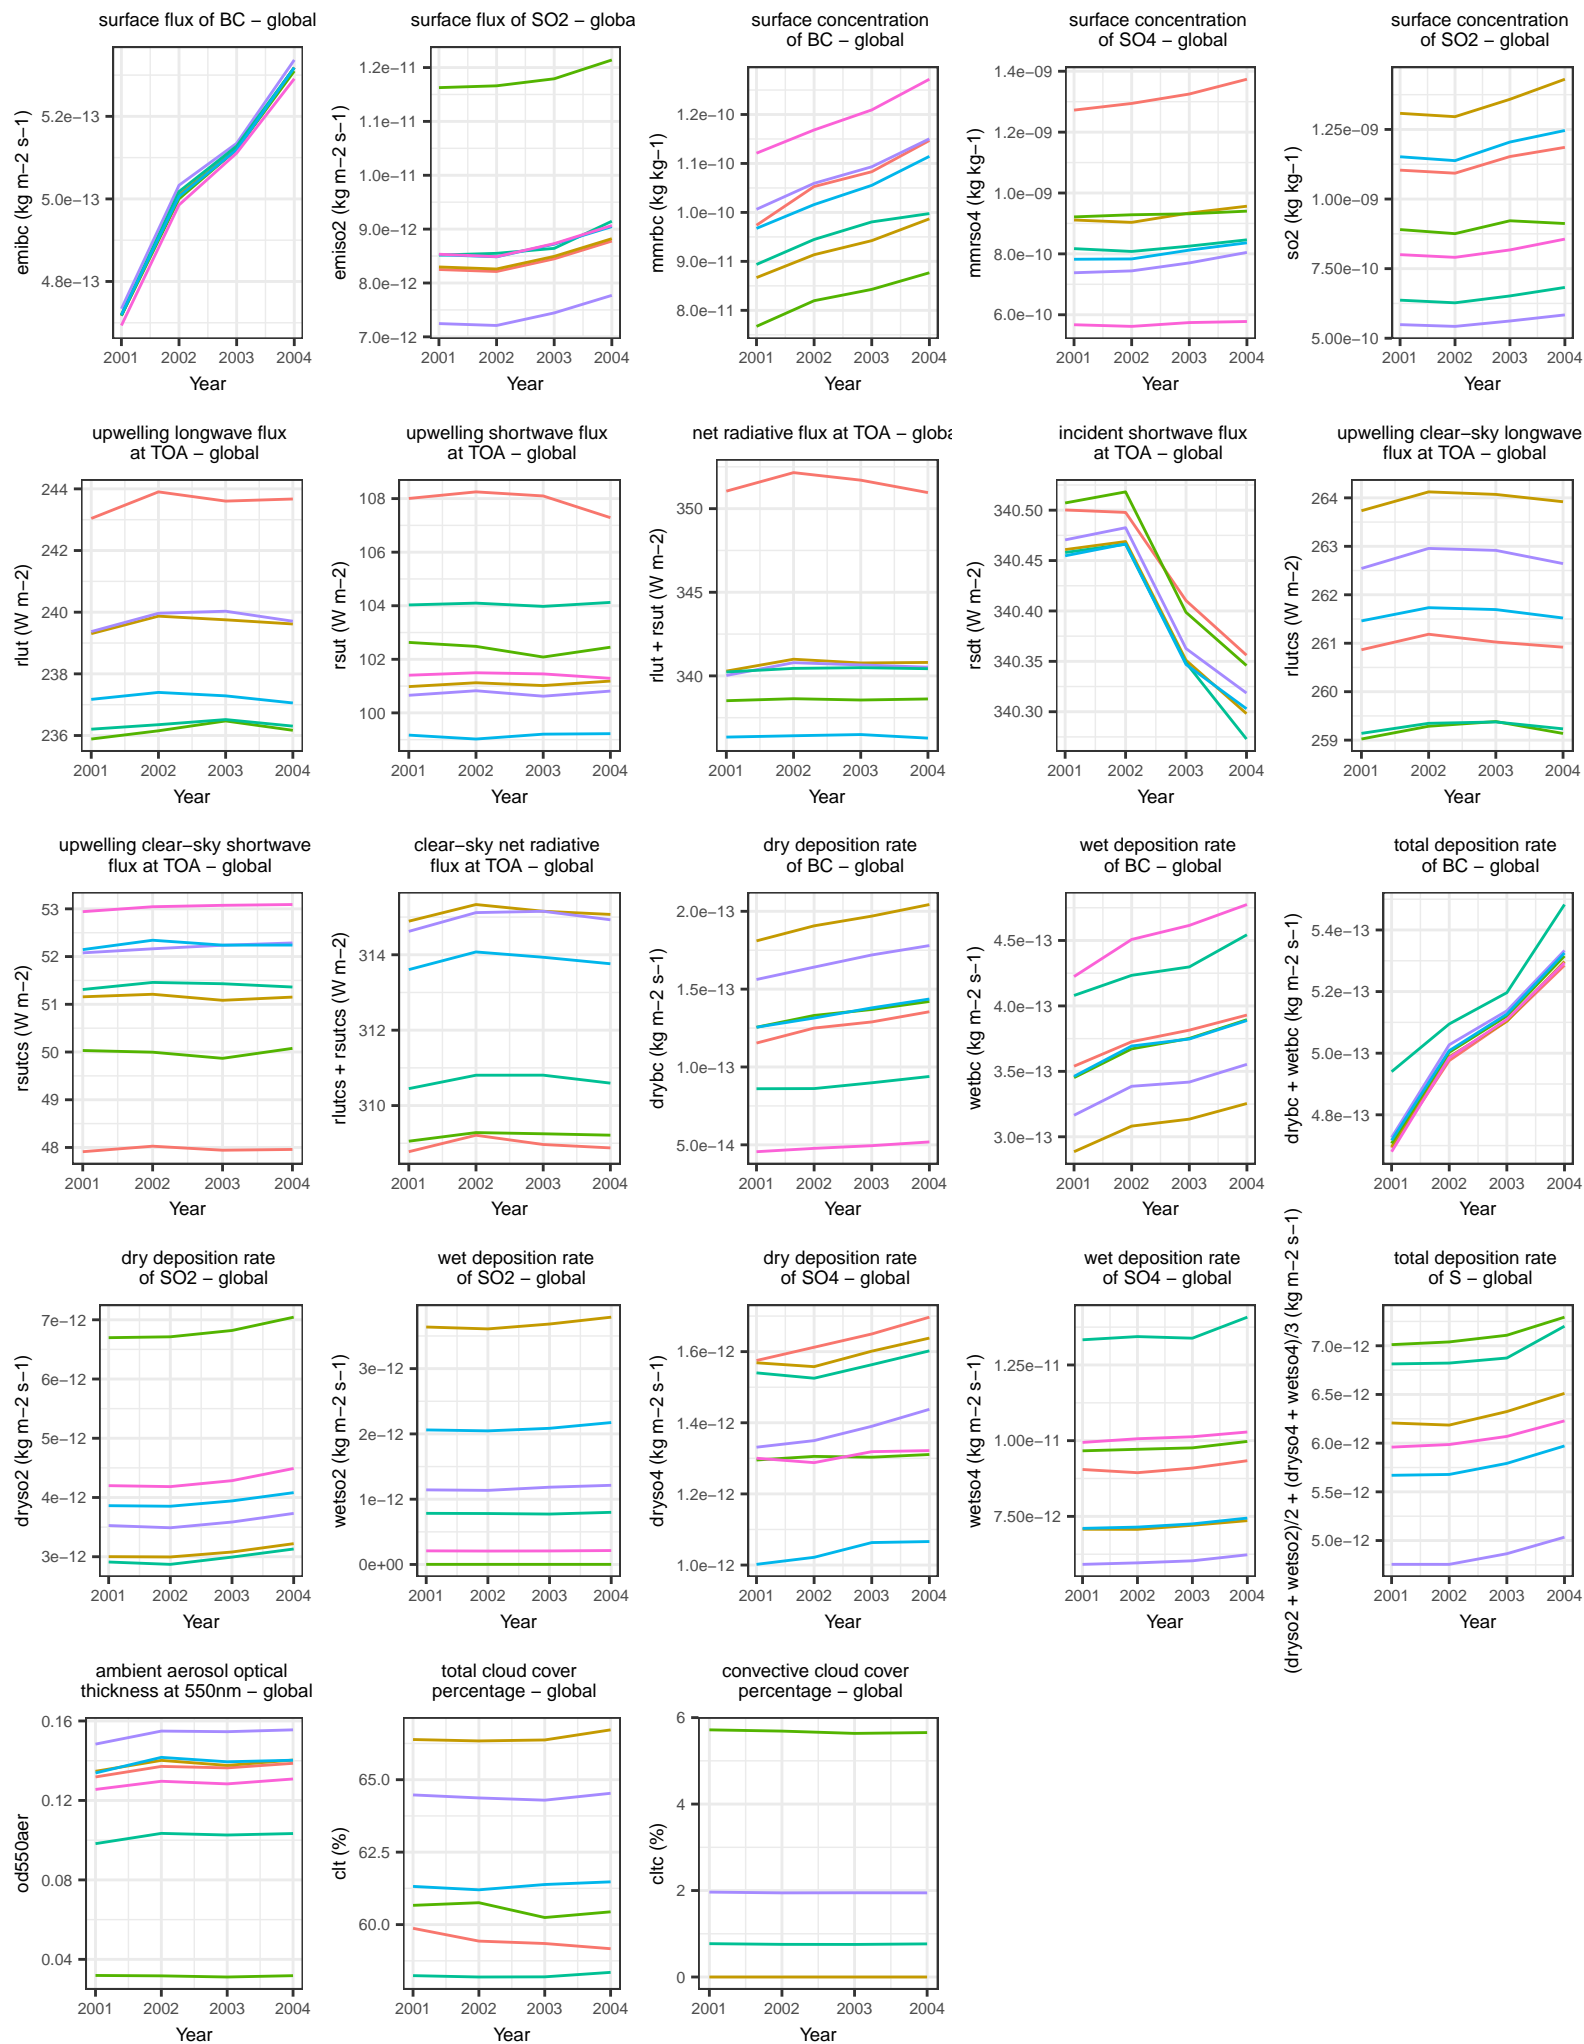 surface flux of BC − global
emibc (kg m−2 s−1)
5.2e−13
5.0e−13
4.8e−13
2001 2002 2003 2004
Year
surface flux of SO2 − globa
emiso2 (kg m−2 s−1)
1.2e−11
1.1e−11
1.0e−11
9.0e−12
8.0e−12
7.0e−12
2001 2002 2003 2004
Year
surface concentration
of BC − global
mmrbc (kg kg−1)
1.2e−10
1.1e−10
1.0e−10
9.0e−11
8.0e−11
2001 2002 2003 2004
Year
surface concentration
of SO4 − global
mmrso4 (kg kg−1)
1.4e−09
1.2e−09
1.0e−09
8.0e−10
6.0e−10
2001 2002 2003 2004
Year
surface concentration
of SO2 − global
so2 (kg kg−1)
1.25e−09
1.00e−09
7.50e−10
5.00e−10
2001 2002 2003 2004
Year
upwelling longwave flux
at TOA − global
rlut (W m−2)
244
242
240
238
236
2001 2002 2003 2004
Year
upwelling shortwave flux
at TOA − global
rsut (W m−2)
108
106
104
102
100
2001 2002 2003 2004
Year
net radiative flux at TOA − globa
rlut + rsut (W m−2)
350
345
340
2001 2002 2003 2004
Year
incident shortwave flux
at TOA − global
rsdt (W m−2)
340.50
340.45
340.40
340.35
340.30
2001 2002 2003 2004
Year
upwelling clear−sky longwave
flux at TOA − global
rlutcs (W m−2)
264
263
262
261
260
259
2001 2002 2003 2004
Year
upwelling clear−sky shortwave
flux at TOA − global
rsutcs (W m−2)
53
52
51
50
49
48
2001 2002 2003 2004
Year
clear−sky net radiative
flux at TOA − global
rlutcs + rsutcs (W m−2)
314
312
310
2001 2002 2003 2004
Year
dry deposition rate
of BC − global
drybc (kg m−2 s−1)
2.0e−13
1.5e−13
1.0e−13
5.0e−14
2001 2002 2003 2004
Year
wet deposition rate
of BC − global
wetbc (kg m−2 s−1)
4.5e−13
4.0e−13
3.5e−13
3.0e−13
2001 2002 2003 2004
Year
total deposition rate
of BC − global
drybc + wetbc (kg m−2 s−1)
5.4e−13
5.2e−13
5.0e−13
4.8e−13
2001 2002 2003 2004
Year
dry deposition rate
of SO2 − global
dryso2 (kg m−2 s−1)
7e−12
6e−12
5e−12
4e−12
3e−12
2001 2002 2003 2004
Year
wet deposition rate
of SO2 − global
wetso2 (kg m−2 s−1)
3e−12
2e−12
1e−12
0e+00
2001 2002 2003 2004
Year
dry deposition rate
of SO4 − global
dryso4 (kg m−2 s−1)
1.6e−12
1.4e−12
1.2e−12
1.0e−12
2001 2002 2003 2004
Year
wet deposition rate
of SO4 − global
wetso4 (kg m−2 s−1)
1.25e−11
1.00e−11
7.50e−12
2001 2002 2003 2004
Year
total deposition rate
of S − global
(dryso2 + wetso2)/2 + (dryso4 + wetso4)/3 (kg m−2 s−1)
7.0e−12
6.5e−12
6.0e−12
5.5e−12
5.0e−12
2001 2002 2003 2004
Year
ambient aerosol optical
thickness at 550nm − global
od550aer
0.16
0.12
0.08
0.04
2001 2002 2003 2004
Year
total cloud cover
percentage − global
clt (%)
65.0
62.5
60.0
2001 2002 2003 2004
Year
convective cloud cover
percentage − global
cltc (%)
6
4
2
0
2001 2002 2003 2004
Year